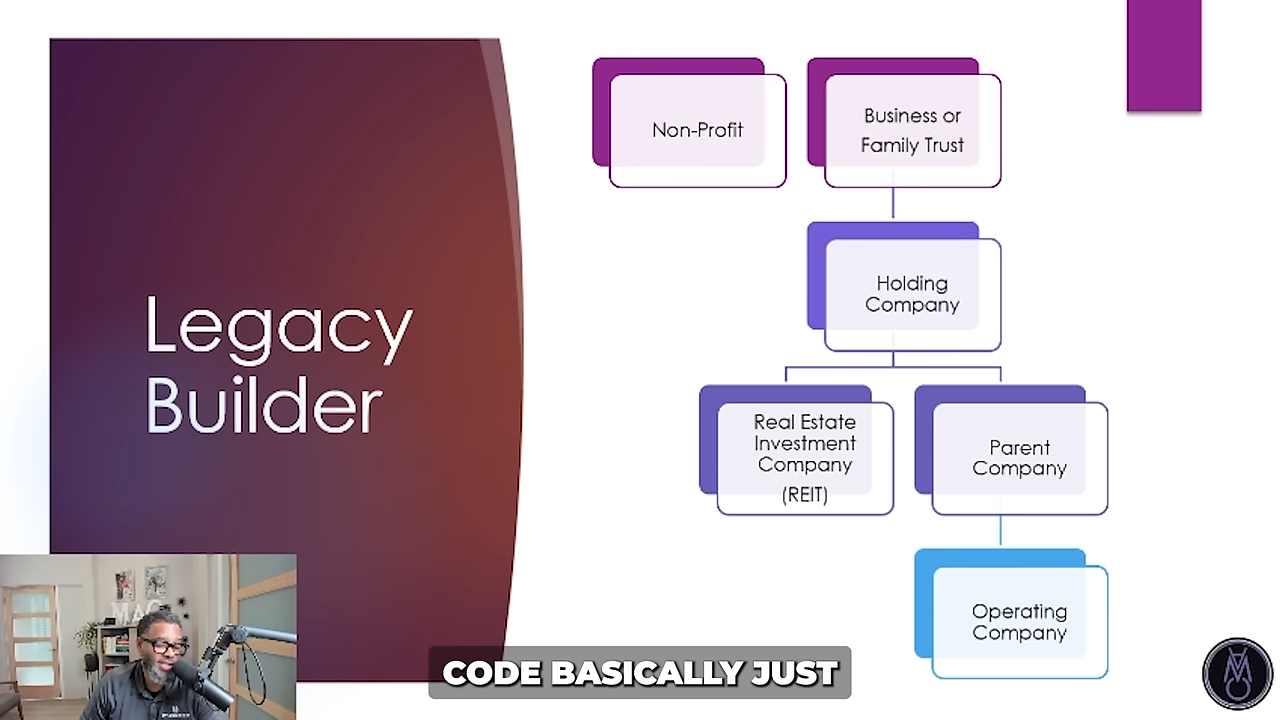 Legacy
Builder
Non-Profit
Business or
Family Trust
Holding
Company
Real Estate
Investment
Company
(REIT)
Parent
Company
Operating
Company
MAC
CODE BASICALLY JUST